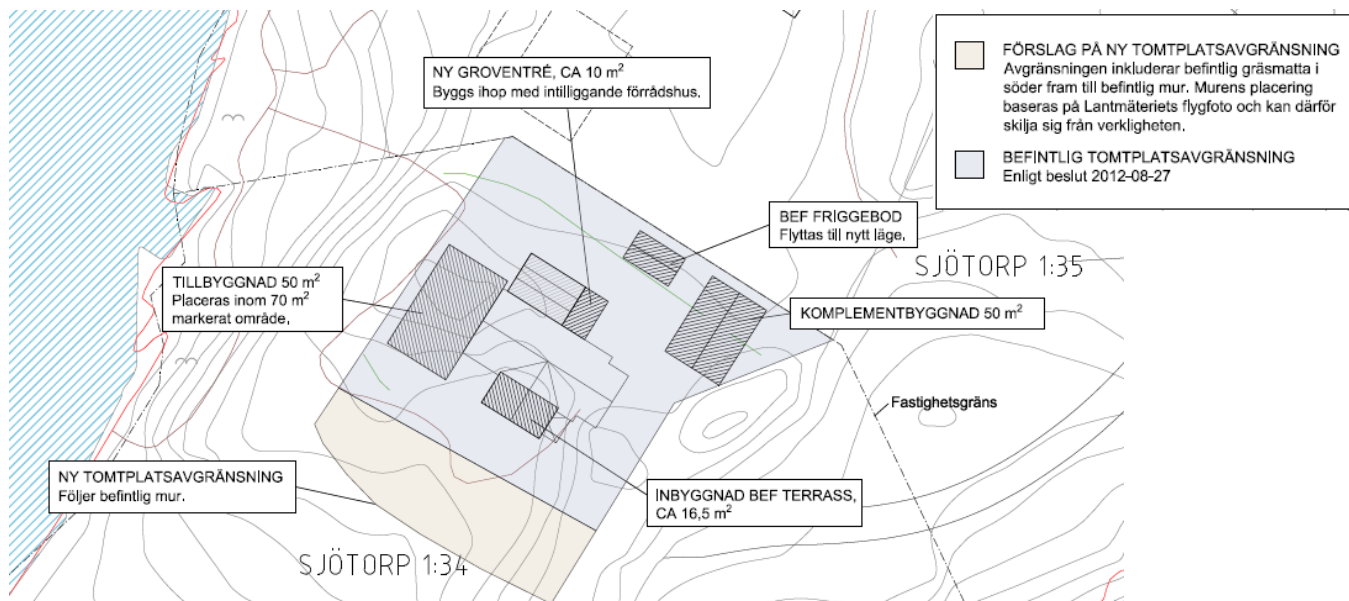 FÖRSLAG PÅ NY TOMTPLATSAVGRÄNSNING
Avgränsningen inkluderar befintlig gräsmatta i
söder fram till befintlig mur. Murens placering
baseras på Lantmäteriets flygfoto och kan därför
skilja sig från verkligheten.
BEFINTLIG TOMTPLATSAVGRÄNSNING
Enligt beslut 2012-08-27
NY GROVENTRÉ, CA 10 m²
Byggs ihop med intilliggande förrådshus.
BEF FRIGGEBOD
Flyttas till nytt läge.
SJÖTORP 1:35
TILLBYGGNAD 50 m²
Placeras inom 70 m²
markerat område.
KOMPLEMENTBYGGNAD 50 m²
Fastighetsgräns
NY TOMTPLATSAVGRÄNSNING
Följer befintlig mur.
INBYGGNAD BEF TERRASS,
CA 16,5 m²
SJÖTORP 1:34